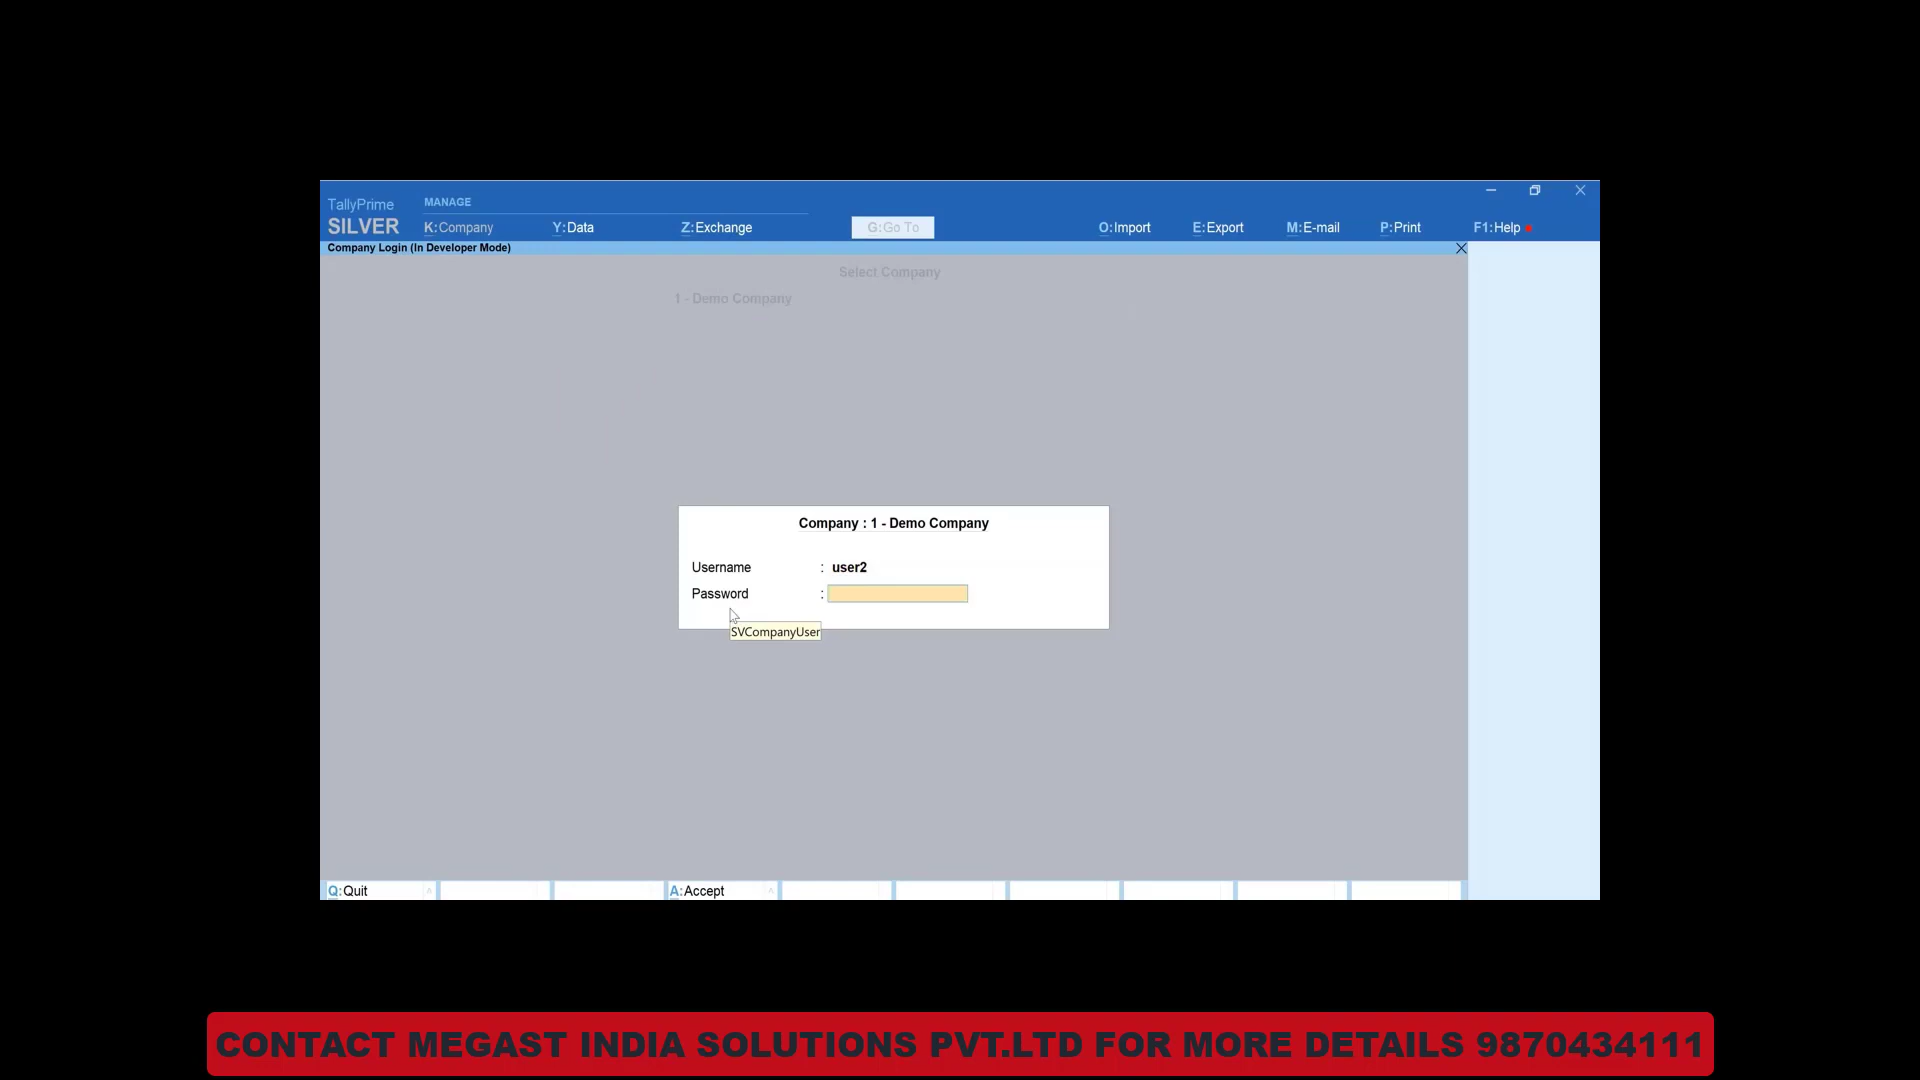 TallyPrime
SILVER
MANAGE
K:Company
Y:Data
Z:Exchange
G:Go To
O:Import
E:Export
M:E-mail
P:Print
F1:Help
Company Login (In Developer Mode)
Select Company
1 - Demo Company
Company : 1 - Demo Company
Username : user2
Password :
SVCompanyUser
Q:Quit
A:Accept
CONTACT MEGAST INDIA SOLUTIONS PVT.LTD FOR MORE DETAILS 9870434111